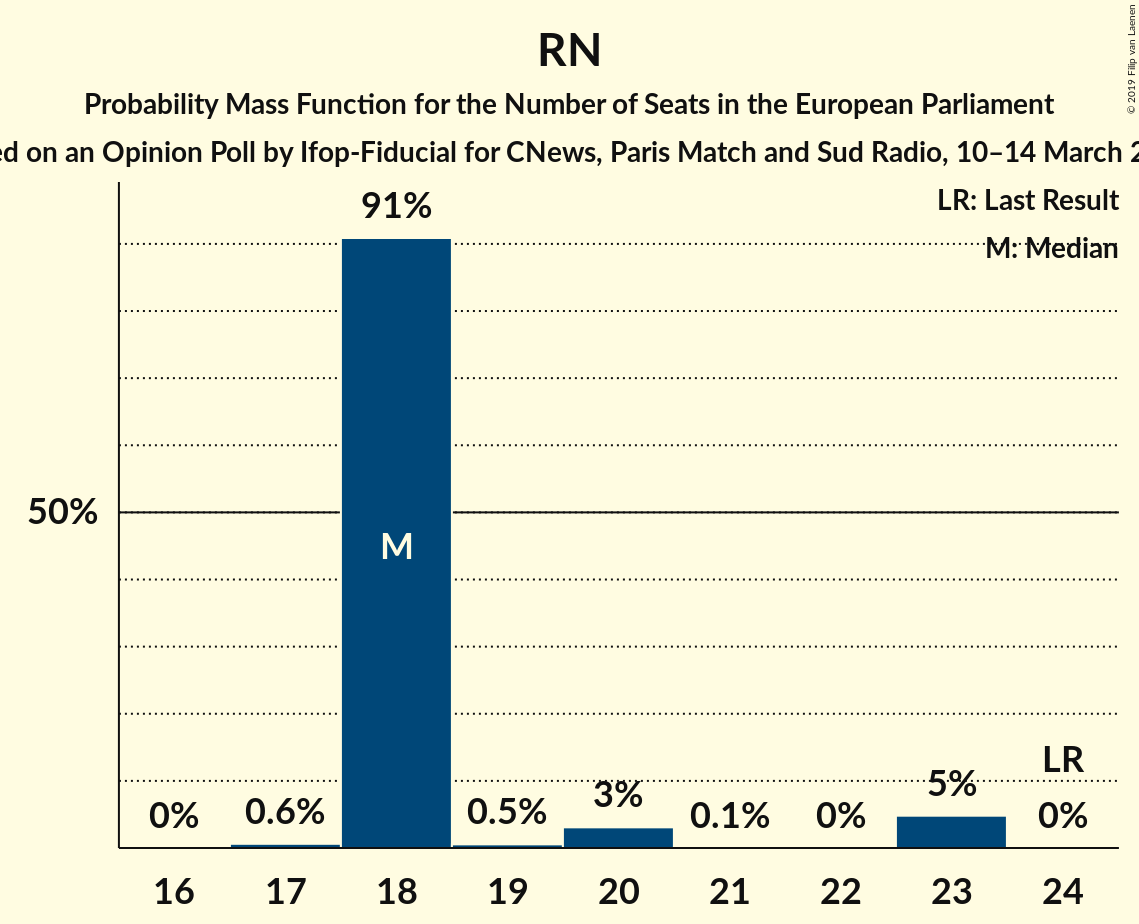 RN
Probability Mass Function for the Number of Seats in the European Parliament
on an Opinion Poll by Ifop-Fiducial for CNews, Paris Match and Sud Radio, 10–14 March
© 2019 Filip van Laenen
LR: Last Result
M: Median
91%
50%
M
LR
0%
0.6%
0.5%
3%
0.1%
0%
5%
0%
16 17 18 19 20 21 22 23 24